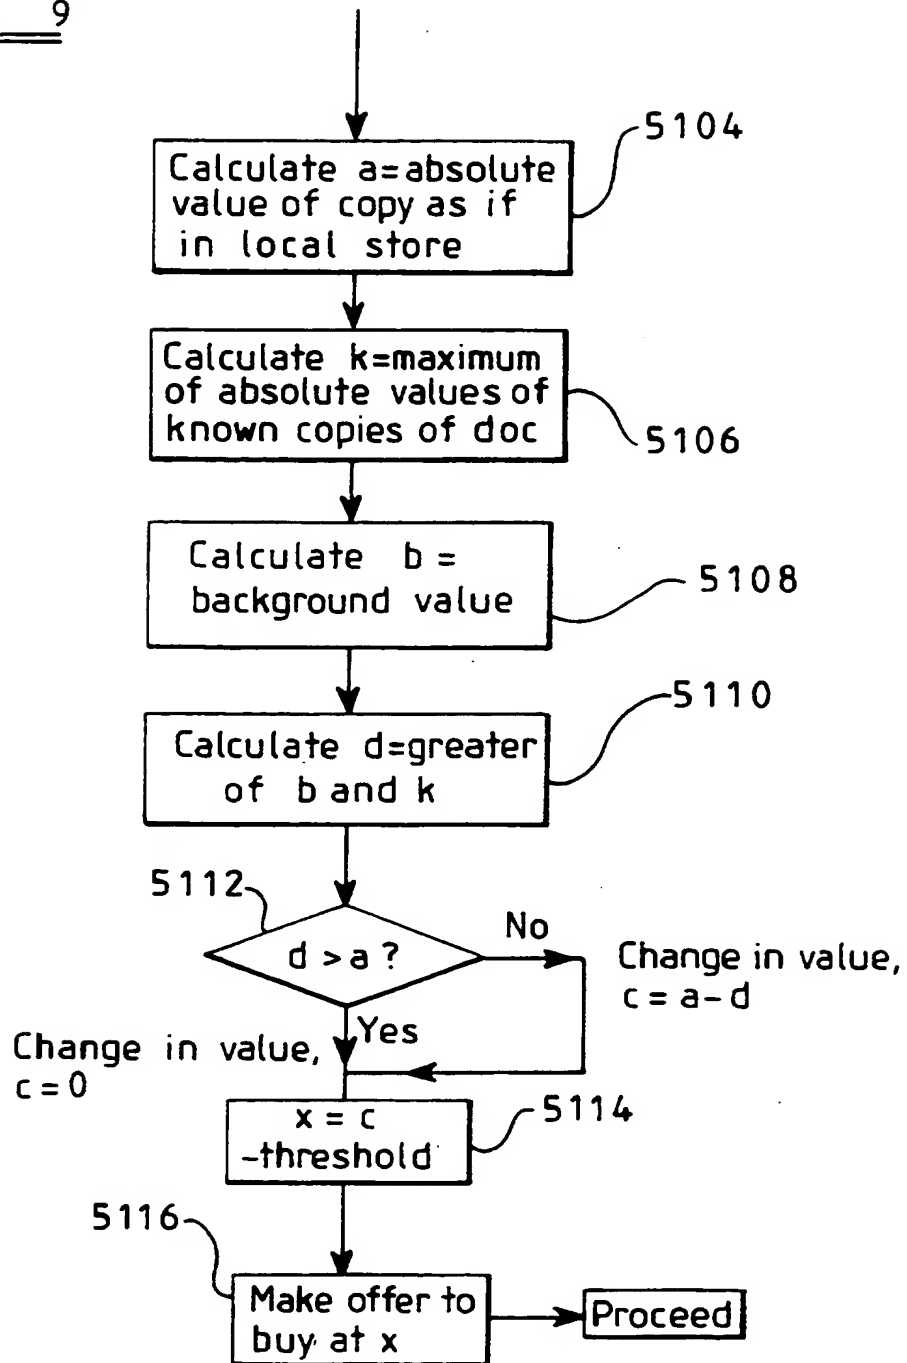 9
5104
Calculate a=absolute
value of copy as if
in local store
Calculate k=maximum
of absolute values of
known copies of doc
5106
Calculate b =
background value
5108
5110
Calculate d=greater
of b and k
5112
d > a ?
No
Change in value,
c = a-d
Yes
Change in value,
c = 0
5114
x = c
-threshold
5116
Make offer to
buy at x
Proceed